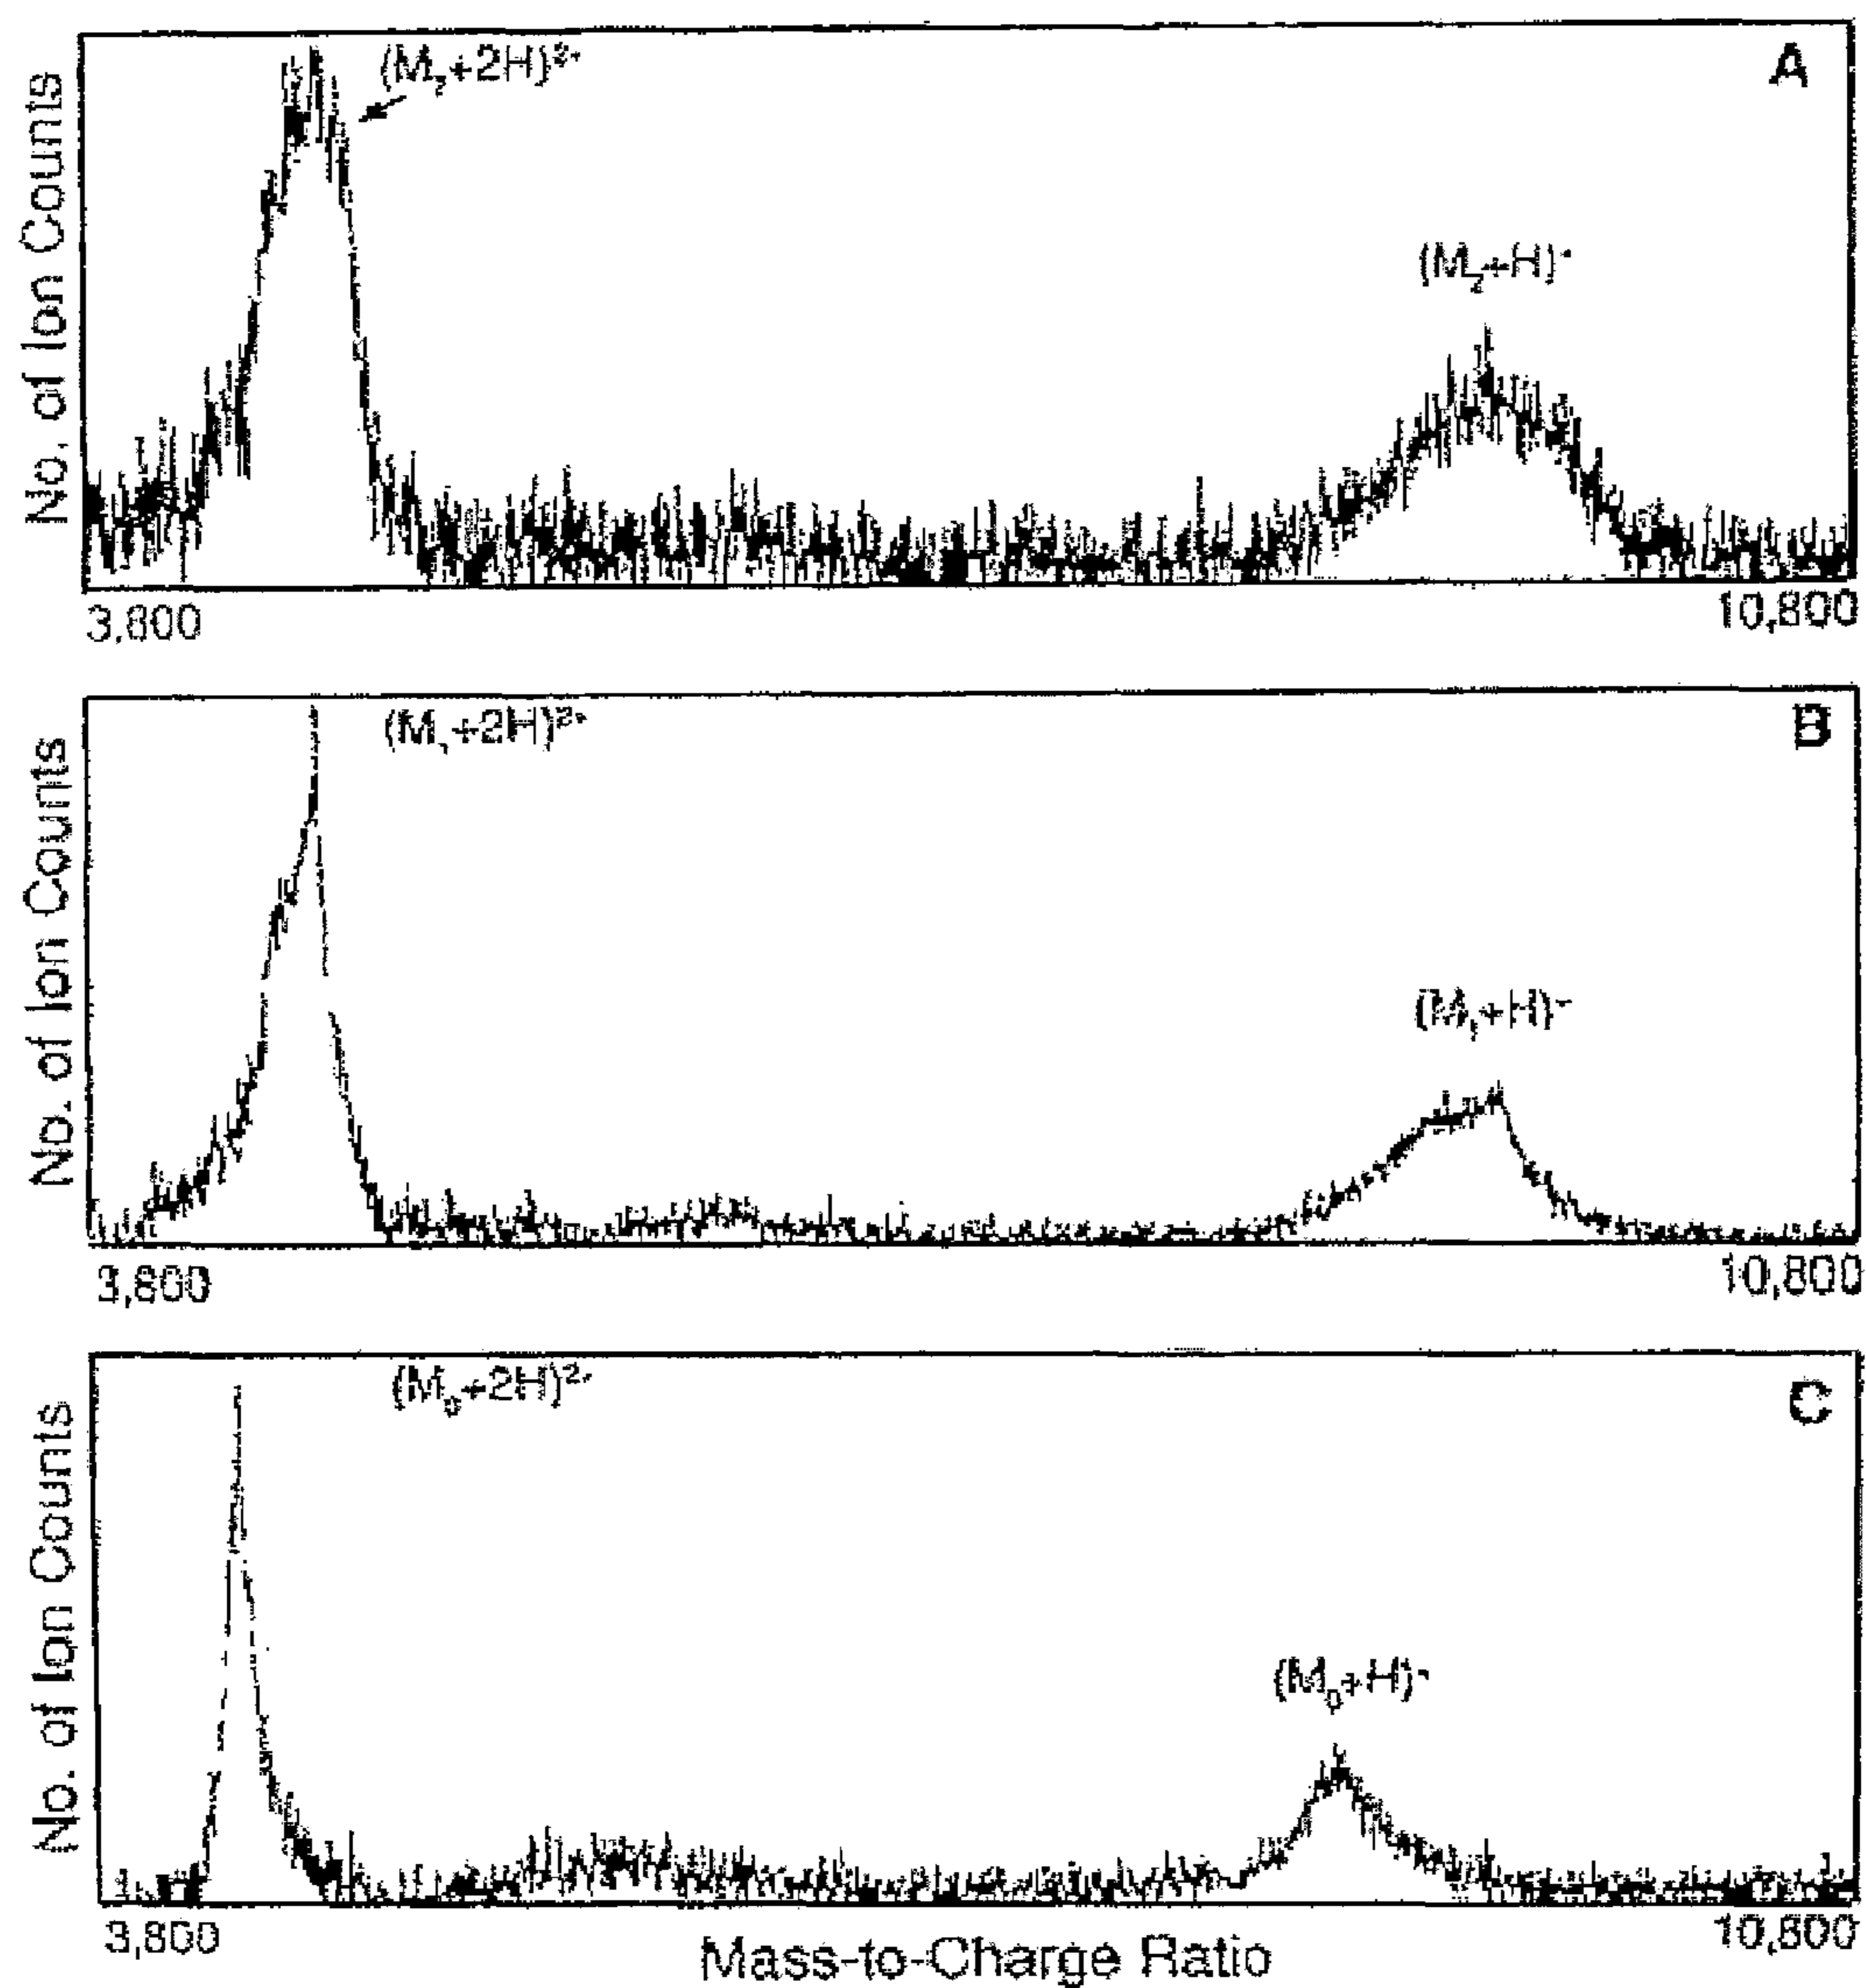 (M₂+2H)²⁺
A
No. of Ion Counts
(M₂+H)⁺
3,800
10,800
(M₁+2H)²⁺
B
No. of Ion Counts
(M₁+H)⁺
3,800
10,800
(M₀+2H)²⁺
C
No. of Ion Counts
(M₀+H)⁺
3,800
10,800
Mass-to-Charge Ratio